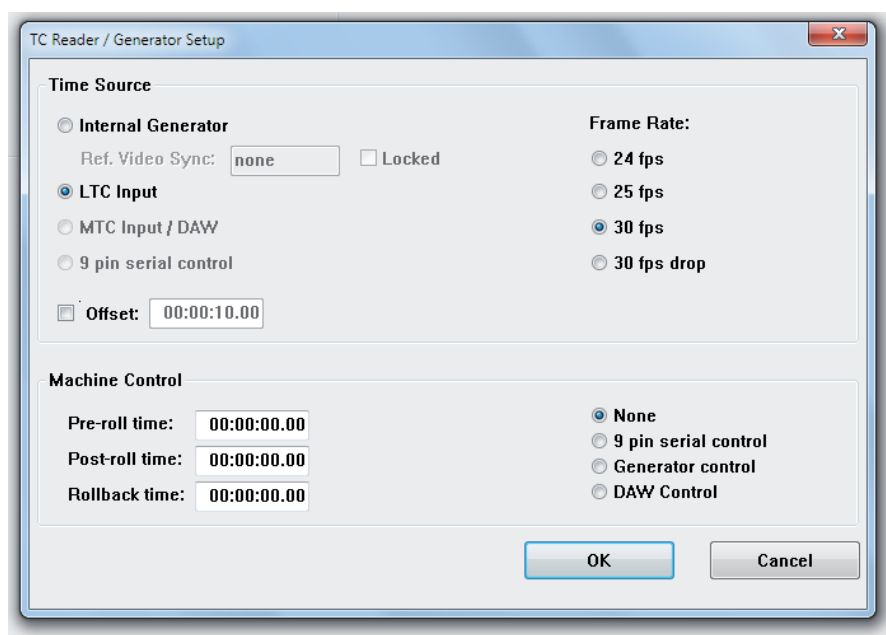 TC Reader / Generator Setup
Time Source
Internal Generator
Ref. Video Sync: none Locked
LTC Input
MTC Input / DAW
9 pin serial control
Offset: 00:00:10.00
Frame Rate:
24 fps
25 fps
30 fps
30 fps drop
Machine Control
Pre-roll time: 00:00:00.00
Post-roll time: 00:00:00.00
Rollback time: 00:00:00.00
None
9 pin serial control
Generator control
DAW Control
OK Cancel